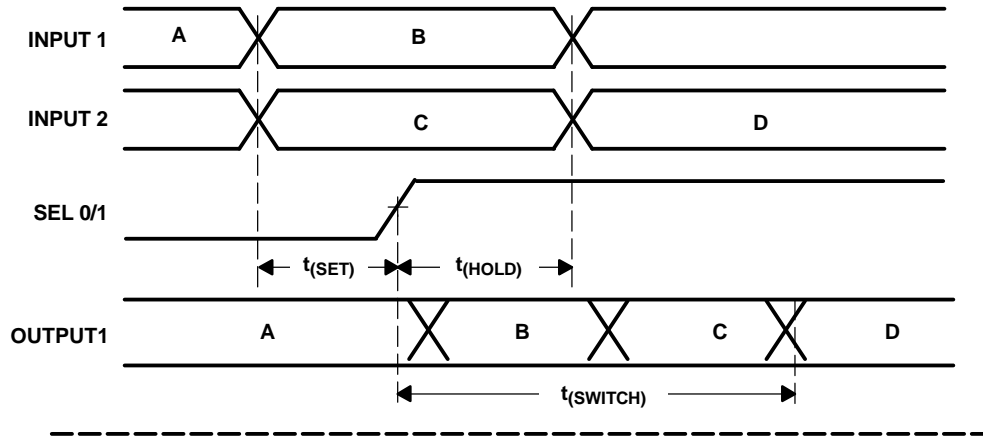 INPUT 1 A B
INPUT 2 C D
SEL 0/1
t(SET) t(HOLD)
OUTPUT1 A B C D
t(SWITCH)